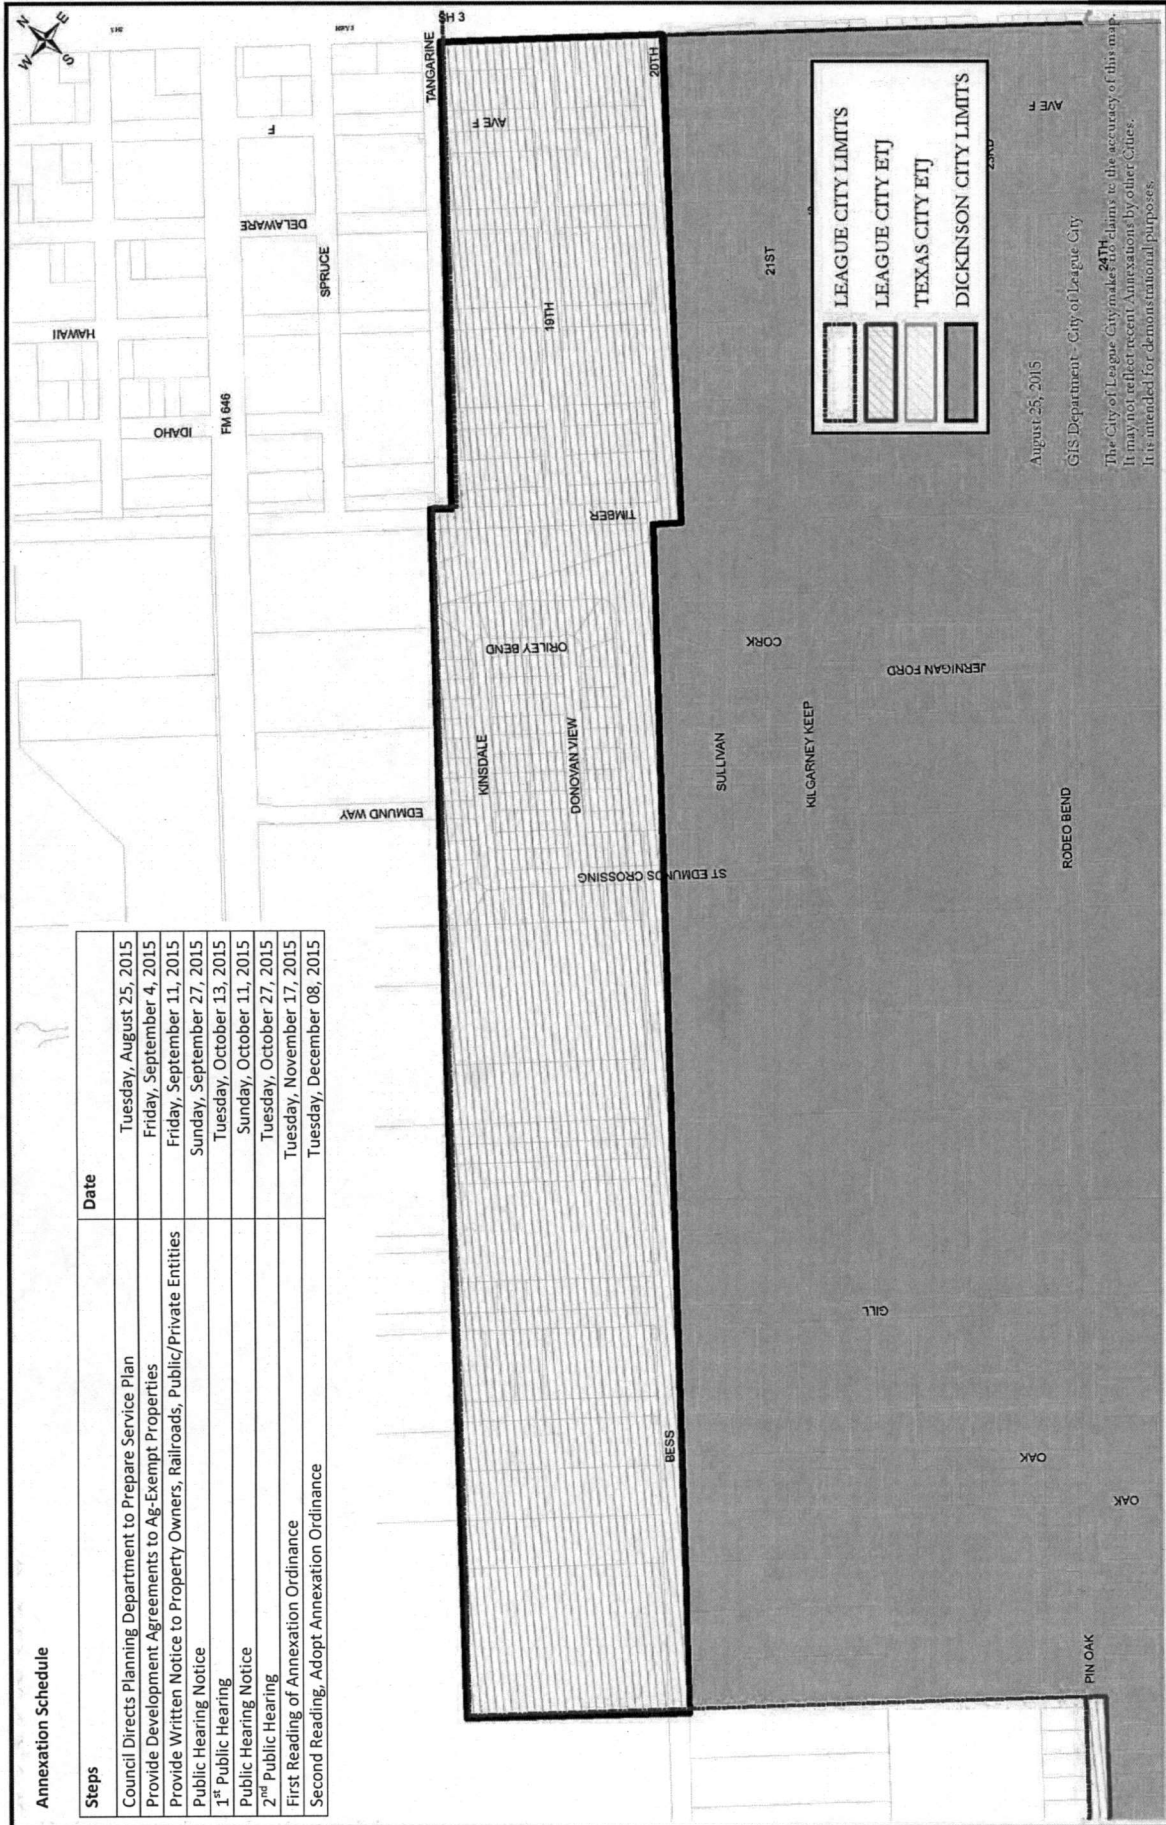 Annexation Schedule
Steps Date
Council Directs Planning Department to Prepare Service Plan Tuesday, August 25, 2015
Provide Development Agreements to Ag-Exempt Properties Friday, September 4, 2015
Provide Written Notice to Property Owners, Railroads, Public/Private Entities Friday, September 11, 2015
Public Hearing Notice Sunday, September 27, 2015
1st Public Hearing Tuesday, October 13, 2015
Public Hearing Notice Sunday, October 11, 2015
2nd Public Hearing Tuesday, October 27, 2015
First Reading of Annexation Ordinance Tuesday, November 17, 2015
Second Reading, Adopt Annexation Ordinance Tuesday, December 08, 2015
N
E
S
W
HAWAII
IDAHO
FM 646
DELAWARE
F
SPRUCE
EDMUND WAY
TANGARINE
SH 3
AVE F
KINSDALE
ORILEY BEND
19TH
DONOVAN VIEW
TIMBER
ST EDMUNDS CROSSING
20TH
BESS
SULLIVAN
CORK
21ST
KILGARNEY KEEP
JERNIGAN FORD
GILL
23RD
AVE F
RODEO BEND
OAK
OAK
PIN OAK
24TH
LEAGUE CITY LIMITS
LEAGUE CITY ETJ
TEXAS CITY ETJ
DICKINSON CITY LIMITS
August 25, 2015
GIS Department - City of League City
The City of League City makes no claims to the accuracy of this map.
It may not reflect recent Annexations by other Cities.
It is intended for demonstrational purposes.